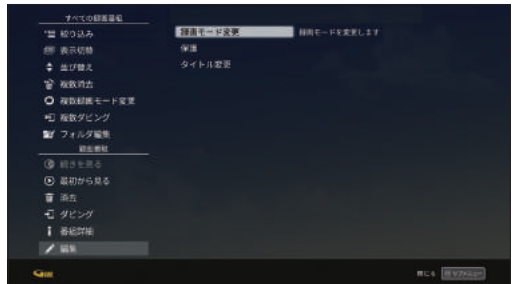 すべての録画番組
絞り込み
表示切替
並び替え
複数消去
複数録画モード変更
複数ダビング
フォルダ編集
録画番組
続きを見る
最初から見る
消去
ダビング
番組詳細
編集
録画モード変更
録画モードを変更します
保護
タイトル変更
閉じる
サブメニュー